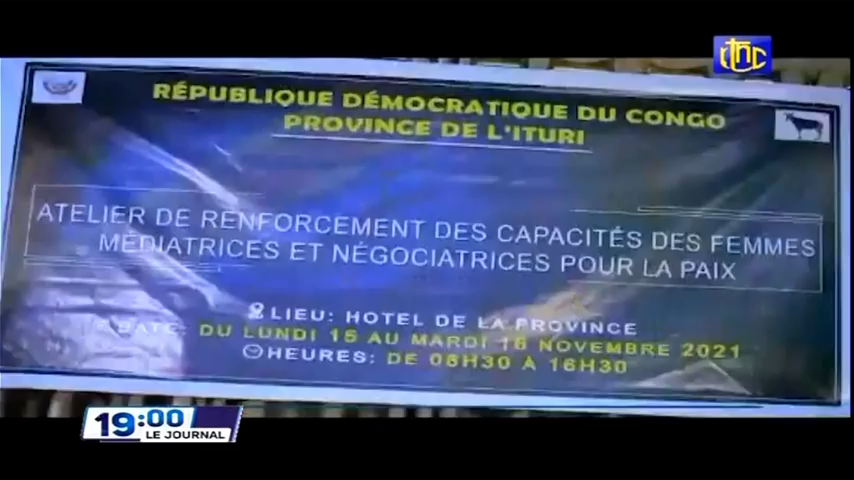 rtnc
RÉPUBLIQUE DÉMOCRATIQUE DU CONGO
PROVINCE DE L'ITURI
ATELIER DE RENFORCEMENT DES CAPACITÉS DES FEMMES
MÉDIATRICES ET NÉGOCIATRICES POUR LA PAIX
LIEU: HOTEL DE LA PROVINCE
DATE: DU LUNDI 15 AU MARDI 16 NOVEMBRE 2021
HEURES: DE 08H30 À 16H30
19:00
LE JOURNAL